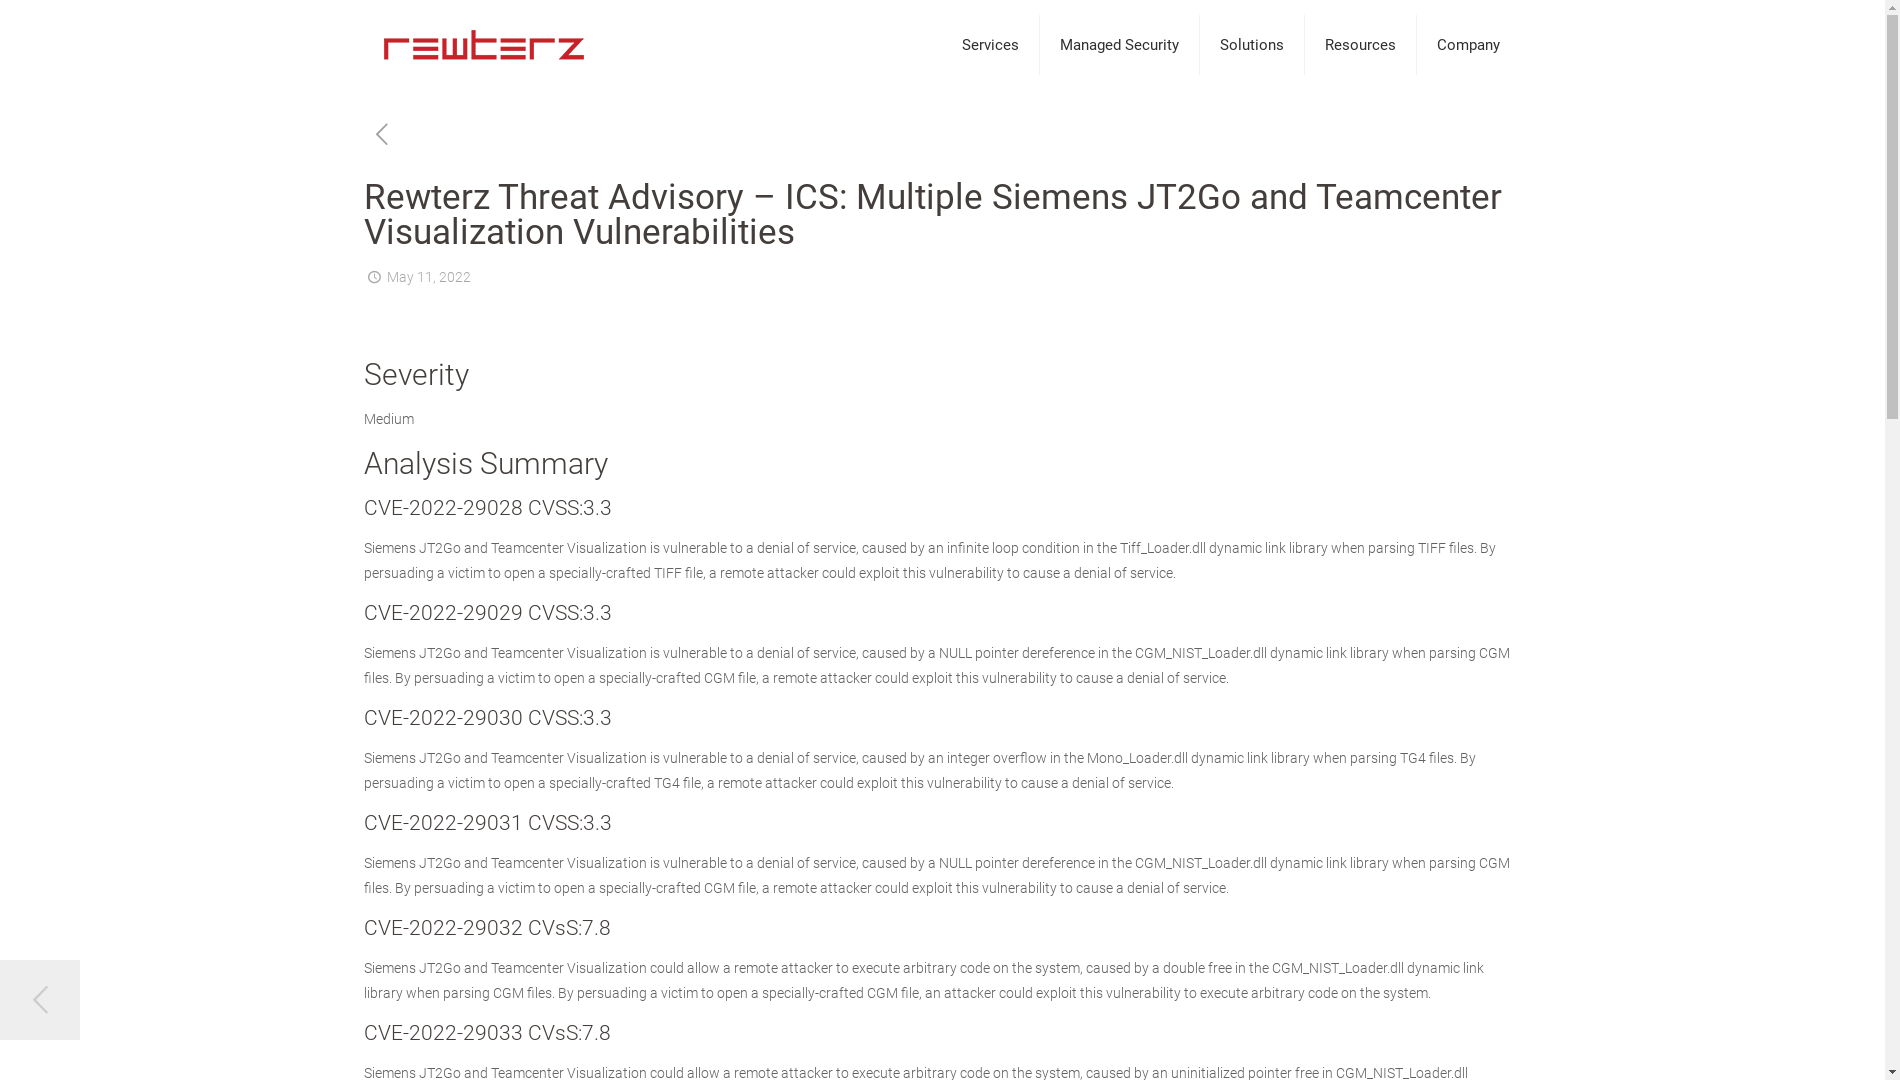 rewterz
Services
Managed Security
Solutions
Resources
Company
Rewterz Threat Advisory – ICS: Multiple Siemens JT2Go and Teamcenter
Visualization Vulnerabilities
May 11, 2022
Severity
Medium
Analysis Summary
CVE-2022-29028 CVSS:3.3
Siemens JT2Go and Teamcenter Visualization is vulnerable to a denial of service, caused by an infinite loop condition in the Tiff_Loader.dll dynamic link library when parsing TIFF files. By
persuading a victim to open a specially-crafted TIFF file, a remote attacker could exploit this vulnerability to cause a denial of service.
CVE-2022-29029 CVSS:3.3
Siemens JT2Go and Teamcenter Visualization is vulnerable to a denial of service, caused by a NULL pointer dereference in the CGM_NIST_Loader.dll dynamic link library when parsing CGM
files. By persuading a victim to open a specially-crafted CGM file, a remote attacker could exploit this vulnerability to cause a denial of service.
CVE-2022-29030 CVSS:3.3
Siemens JT2Go and Teamcenter Visualization is vulnerable to a denial of service, caused by an integer overflow in the Mono_Loader.dll dynamic link library when parsing TG4 files. By
persuading a victim to open a specially-crafted TG4 file, a remote attacker could exploit this vulnerability to cause a denial of service.
CVE-2022-29031 CVSS:3.3
Siemens JT2Go and Teamcenter Visualization is vulnerable to a denial of service, caused by a NULL pointer dereference in the CGM_NIST_Loader.dll dynamic link library when parsing CGM
files. By persuading a victim to open a specially-crafted CGM file, a remote attacker could exploit this vulnerability to cause a denial of service.
CVE-2022-29032 CVsS:7.8
Siemens JT2Go and Teamcenter Visualization could allow a remote attacker to execute arbitrary code on the system, caused by a double free in the CGM_NIST_Loader.dll dynamic link
library when parsing CGM files. By persuading a victim to open a specially-crafted CGM file, an attacker could exploit this vulnerability to execute arbitrary code on the system.
CVE-2022-29033 CVsS:7.8
Siemens JT2Go and Teamcenter Visualization could allow a remote attacker to execute arbitrary code on the system, caused by an uninitialized pointer free in CGM_NIST_Loader.dll